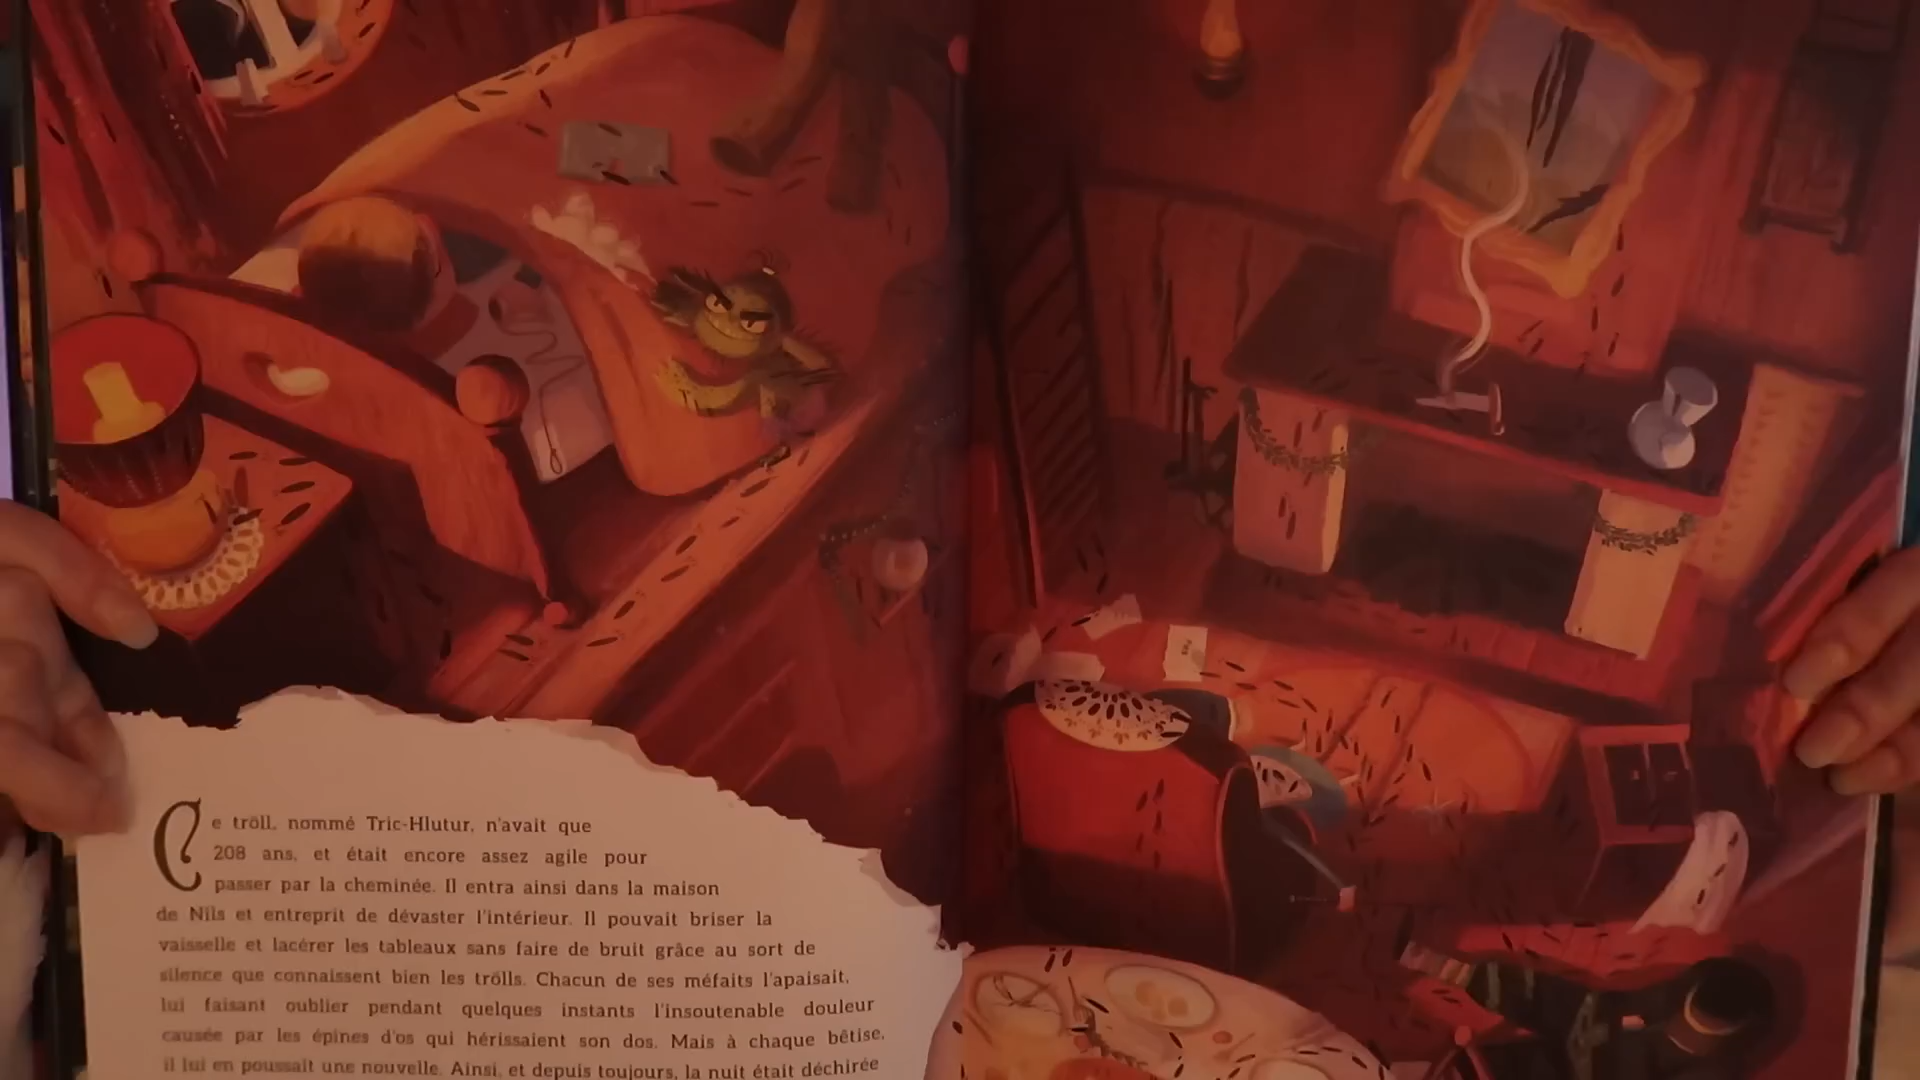 Ce tröll, nommé Tric-Hlutur, n'avait que
208 ans, et était encore assez agile pour
passer par la cheminée. Il entra ainsi dans la maison
de Nils et entreprit de dévaster l'intérieur. Il pouvait briser la
vaisselle et lacérer les tableaux sans faire de bruit grâce au sort de
silence que connaissent bien les trölls. Chacun de ses méfaits l'apaisait,
lui faisant oublier pendant quelques instants l'insoutenable douleur
causée par les épines d'os qui hérissaient son dos. Mais à chaque bêtise,
il lui en poussait une nouvelle. Ainsi, et depuis toujours, la nuit était déchirée